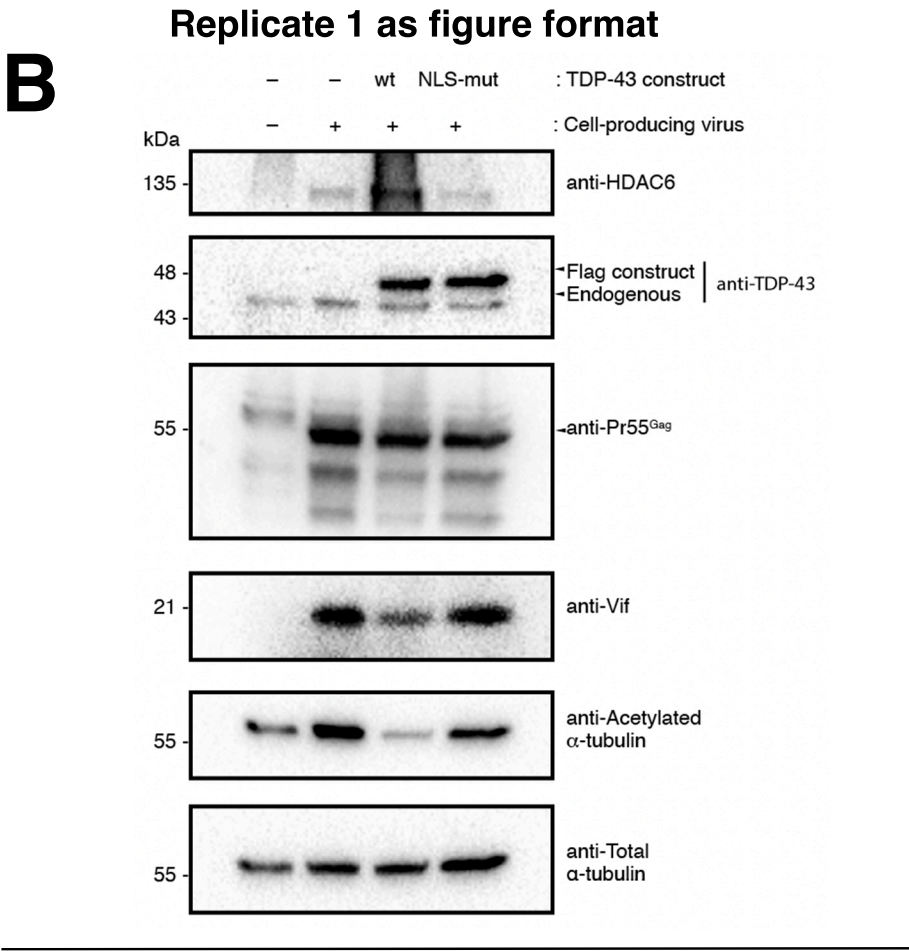 Replicate 1 as figure format
B
– – wt NLS-mut : TDP-43 construct
– + + + : Cell-producing virus
kDa
135 - anti-HDAC6
48 - Flag construct
anti-TDP-43
Endogenous
43 -
55 - anti-Pr55Gag
21 - anti-Vif
anti-Acetylated
55 - α-tubulin
anti-Total
55 - α-tubulin